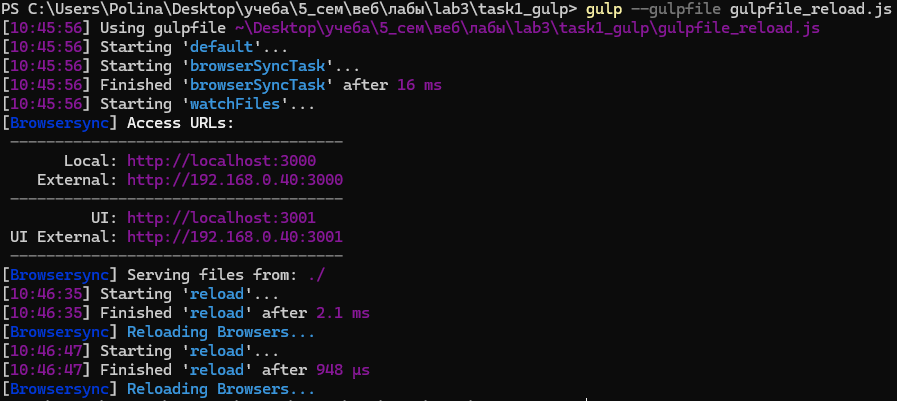 PS C:\Users\Polina\Desktop\учеба\5_сем\веб\лабы\lab3\task1_gulp> gulp --gulpfile gulpfile_reload.js
[10:45:56] Using gulpfile ~\Desktop\учеба\5_сем\веб\лабы\lab3\task1_gulp\gulpfile_reload.js
[10:45:56] Starting 'default'...
[10:45:56] Starting 'browserSyncTask'...
[10:45:56] Finished 'browserSyncTask' after 16 ms
[10:45:56] Starting 'watchFiles'...
[Browsersync] Access URLs:
-------------------------------------
Local: http://localhost:3000
External: http://192.168.0.40:3000
-------------------------------------
UI: http://localhost:3001
UI External: http://192.168.0.40:3001
-------------------------------------
[Browsersync] Serving files from: ./
[10:46:35] Starting 'reload'...
[10:46:35] Finished 'reload' after 2.1 ms
[Browsersync] Reloading Browsers...
[10:46:47] Starting 'reload'...
[10:46:47] Finished 'reload' after 948 μs
[Browsersync] Reloading Browsers...